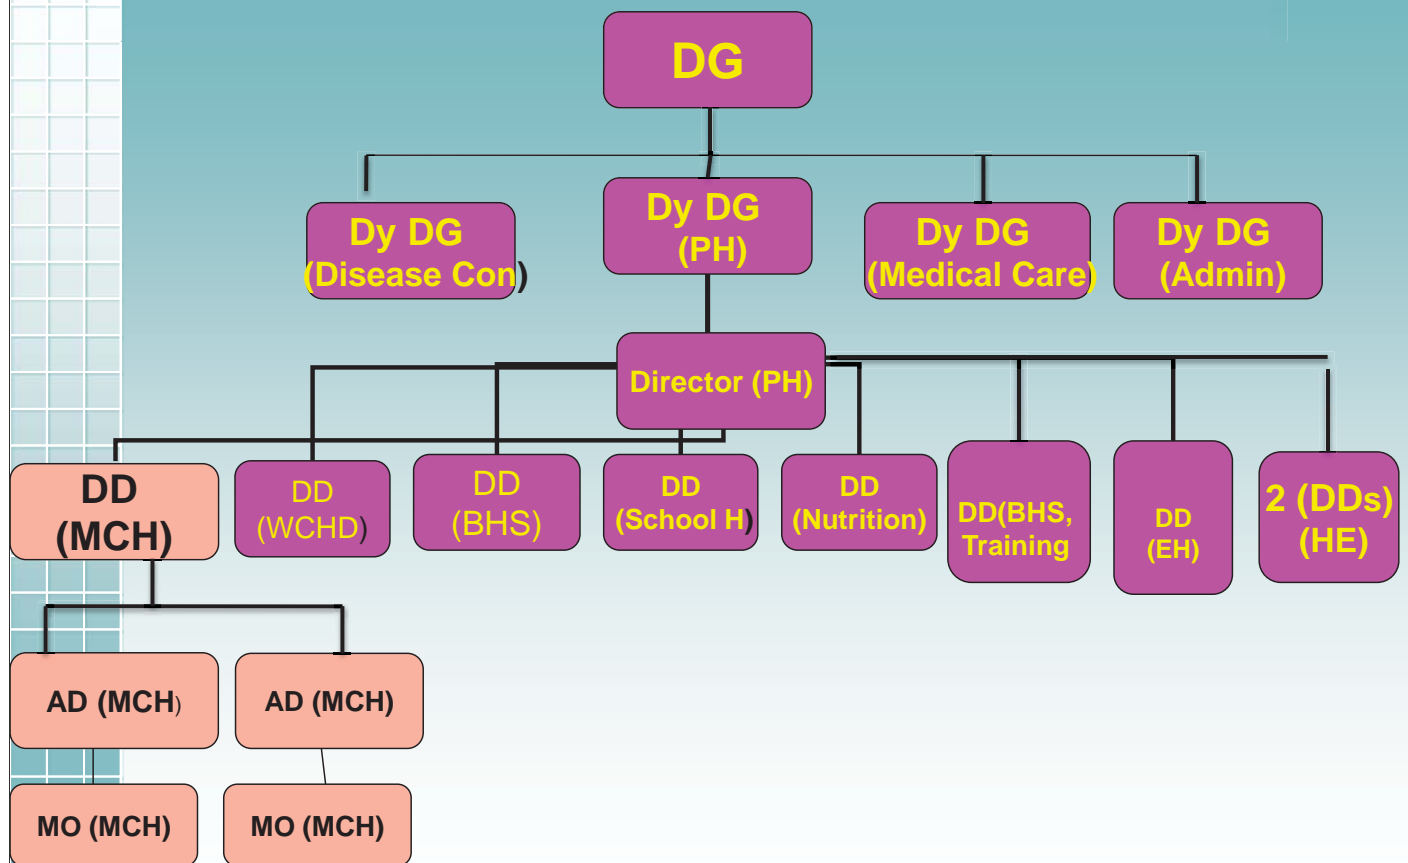 DG
Dy DG
(Disease Con)
Dy DG
(PH)
Dy DG
(Medical Care)
Dy DG
(Admin)
Director (PH)
DD
(MCH)
DD
(WCHD)
DD
(BHS)
DD
(School H)
DD
(Nutrition)
DD(BHS,
Training
DD
(EH)
2 (DDs)
(HE)
AD (MCH)
AD (MCH)
MO (MCH)
MO (MCH)